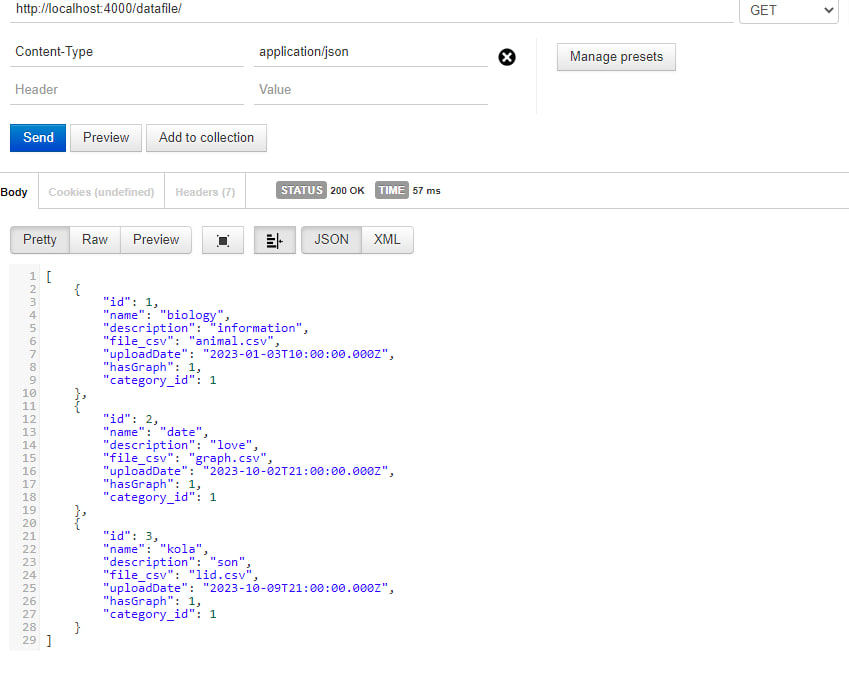 http://localhost:4000/datafile/ GET
Content-Type application/json Manage presets
Header Value
Send Preview Add to collection
Body Cookies (undefined) Headers (7) STATUS 200 OK TIME 57 ms
Pretty Raw Preview JSON XML
1 [
2 {
3 "id": 1,
4 "name": "biology",
5 "description": "information",
6 "file_csv": "animal.csv",
7 "uploadDate": "2023-01-03T10:00:00.000Z",
8 "hasGraph": 1,
9 "category_id": 1
10 },
11 {
12 "id": 2,
13 "name": "date",
14 "description": "love",
15 "file_csv": "graph.csv",
16 "uploadDate": "2023-10-02T21:00:00.000Z",
17 "hasGraph": 1,
18 "category_id": 1
19 },
20 {
21 "id": 3,
22 "name": "kola",
23 "description": "son",
24 "file_csv": "lid.csv",
25 "uploadDate": "2023-10-09T21:00:00.000Z",
26 "hasGraph": 1,
27 "category_id": 1
28 }
29 ]